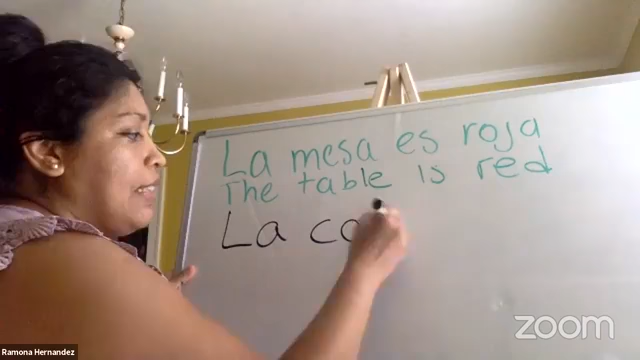 La mesa es roja
The table is red
La co
zoom
Ramona Hernandez